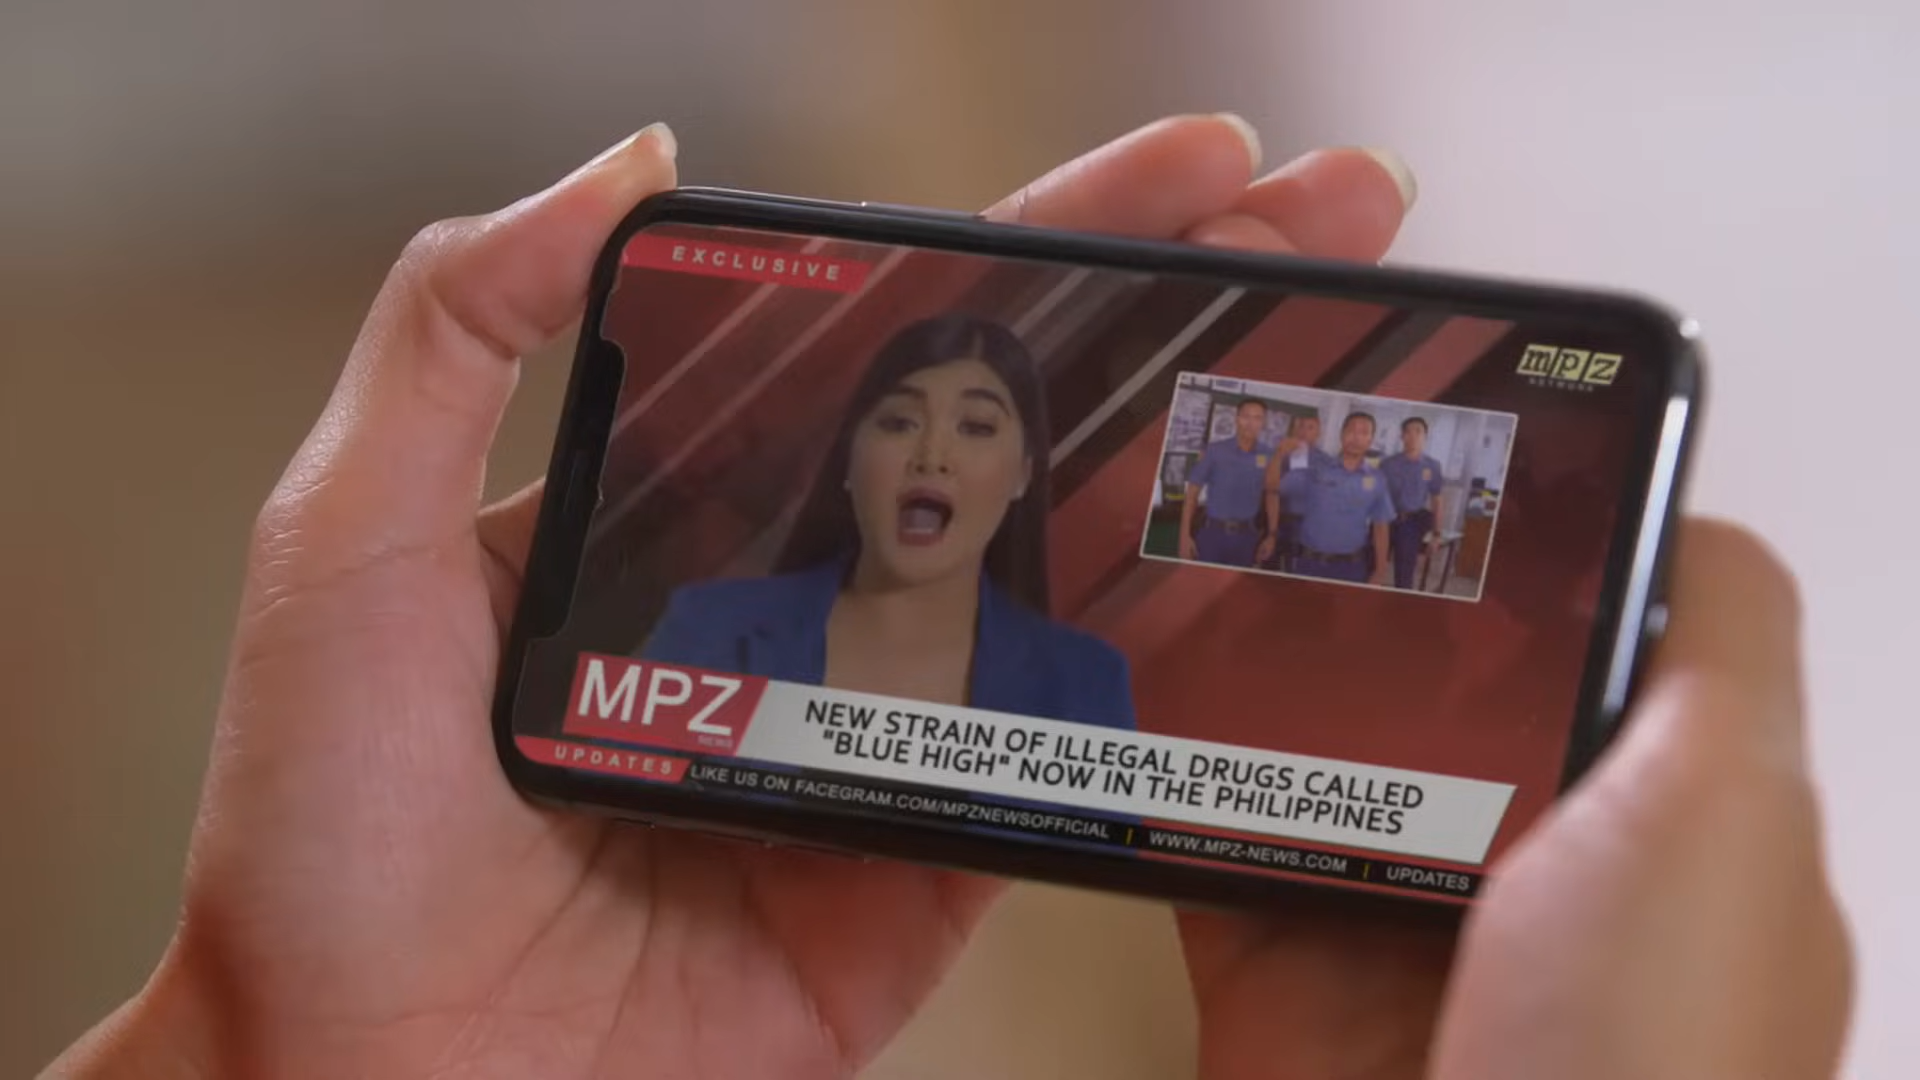 EXCLUSIVE
mpz
NETWORK
MPZ
NEWS
NEW STRAIN OF ILLEGAL DRUGS CALLED
"BLUE HIGH" NOW IN THE PHILIPPINES
UPDATES
LIKE US ON FACEGRAM.COM/MPZNEWSOFFICIAL | WWW.MPZ-NEWS.COM | UPDATES